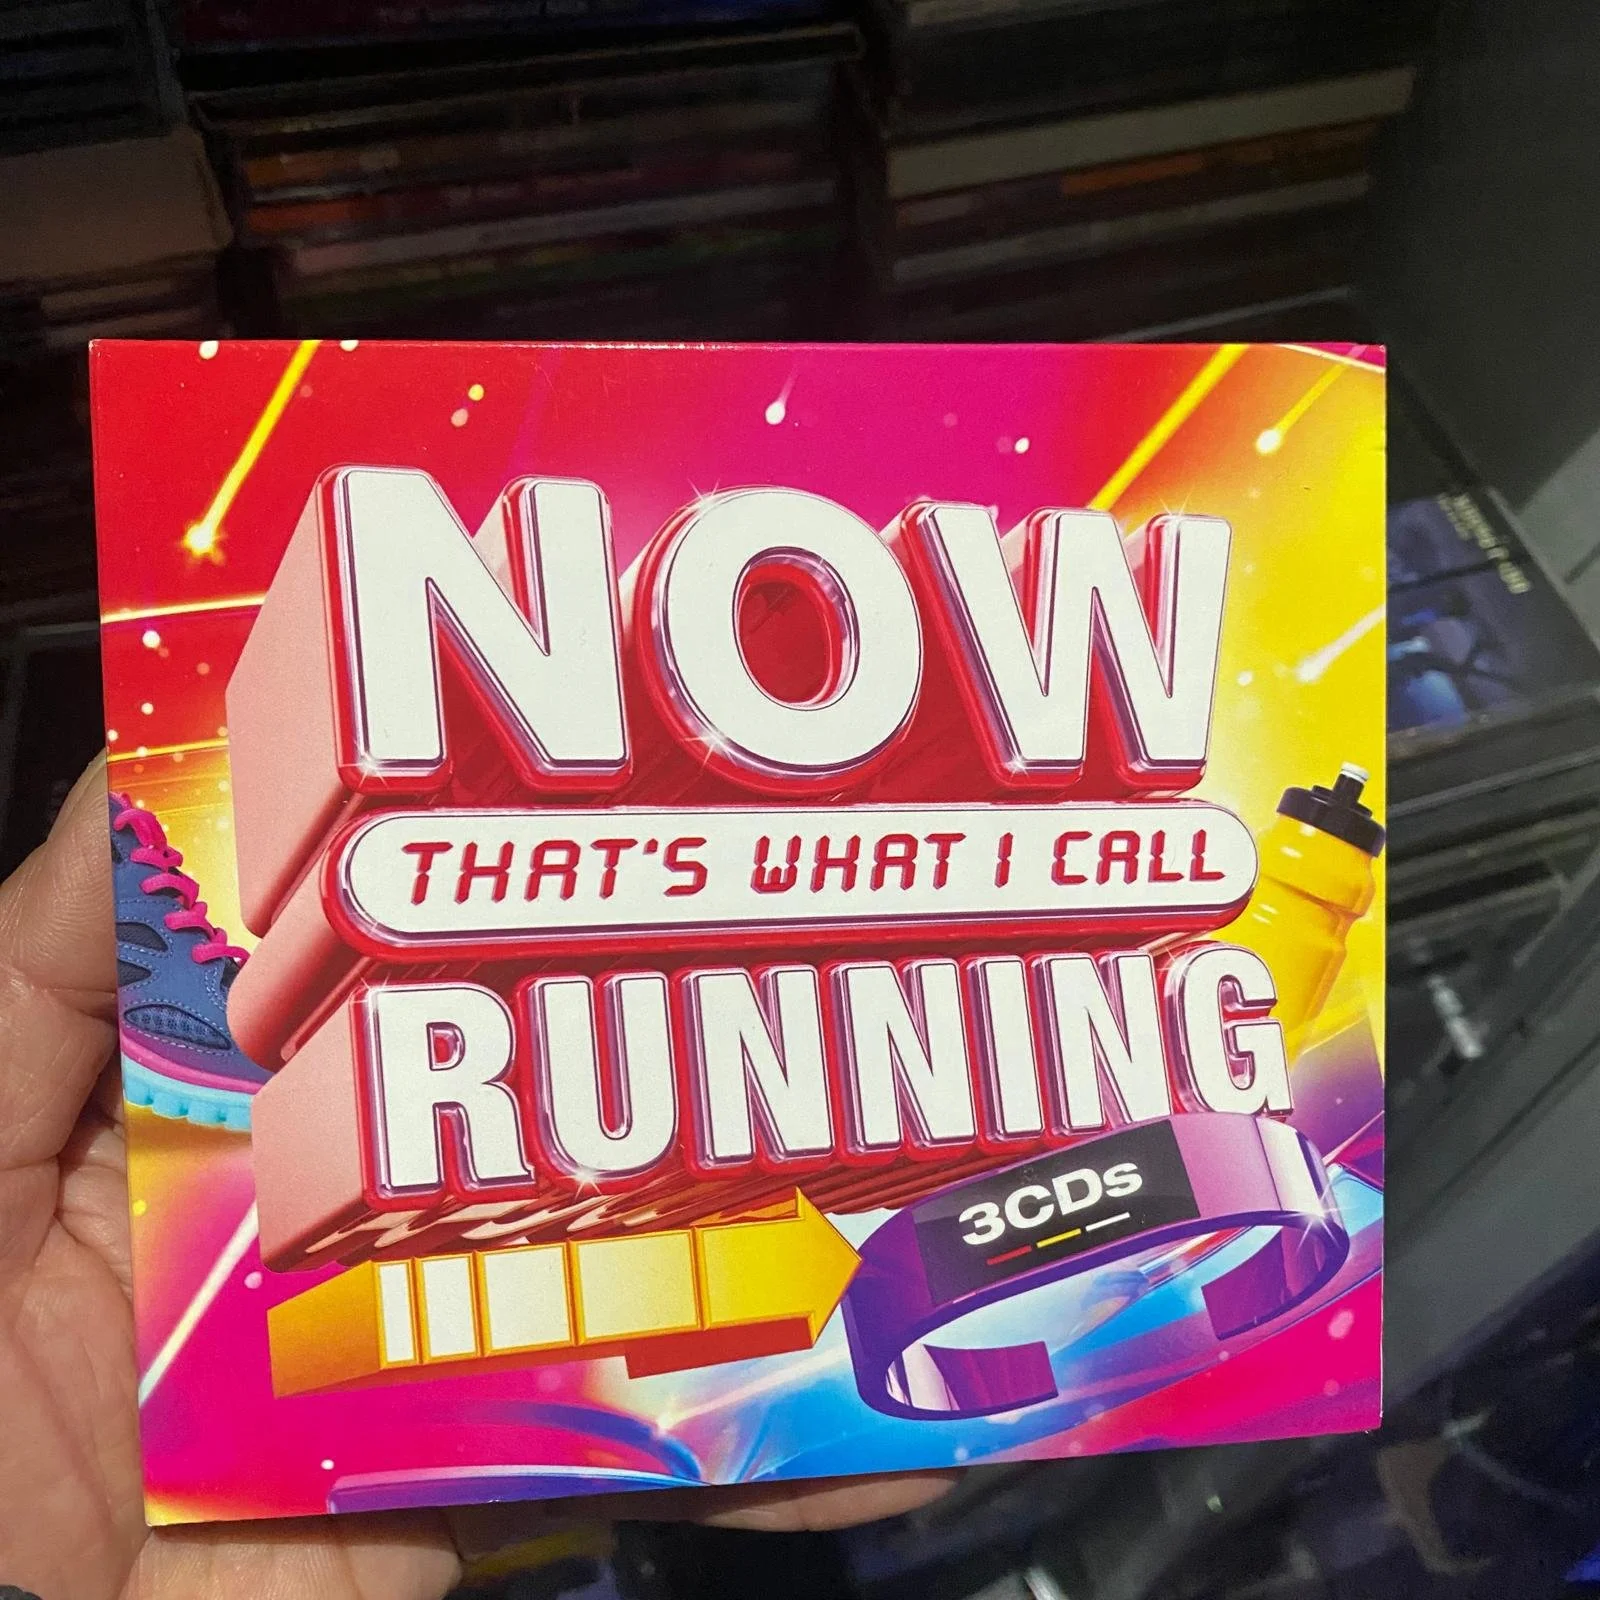 NOW
THAT'S WHAT I CALL
RUNNING
3CDs